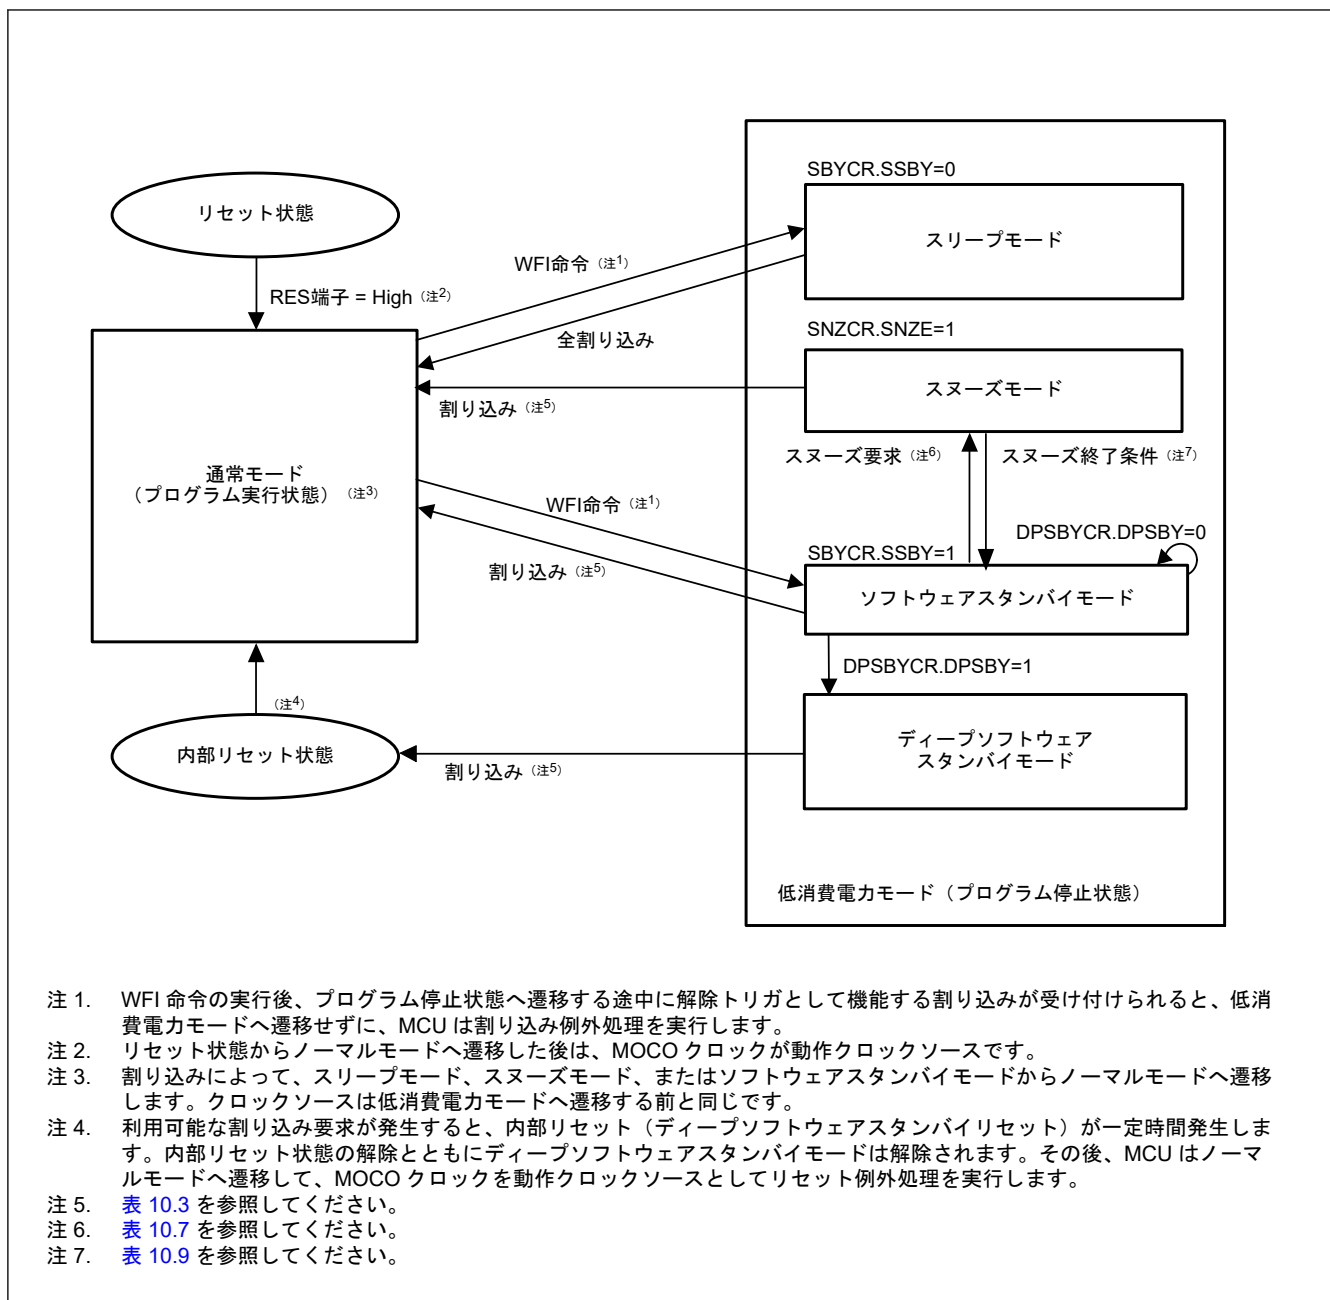 SBYCR.SSBY=0
リセット状態
スリープモード
WFI命令（注1）
RES端子 = High（注2）
SNZCR.SNZE=1
全割り込み
スヌーズモード
割り込み（注5）
スヌーズ要求（注6）
スヌーズ終了条件（注7）
通常モード
（プログラム実行状態）（注3）
WFI命令（注1）
DPSBYCR.DPSBY=0
SBYCR.SSBY=1
割り込み（注5）
ソフトウェアスタンバイモード
DPSBYCR.DPSBY=1
（注4）
内部リセット状態
ディープソフトウェア
スタンバイモード
割り込み（注5）
低消費電力モード（プログラム停止状態）
注 1. WFI 命令の実行後、プログラム停止状態へ遷移する途中に解除トリガとして機能する割り込みが受け付けられると、低消
費電力モードへ遷移せずに、MCU は割り込み例外処理を実行します。
注 2. リセット状態からノーマルモードへ遷移した後は、MOCO クロックが動作クロックソースです。
注 3. 割り込みによって、スリープモード、スヌーズモード、またはソフトウェアスタンバイモードからノーマルモードへ遷移
します。クロックソースは低消費電力モードへ遷移する前と同じです。
注 4. 利用可能な割り込み要求が発生すると、内部リセット（ディープソフトウェアスタンバイリセット）が一定時間発生しま
す。内部リセット状態の解除とともにディープソフトウェアスタンバイモードは解除されます。その後、MCU はノーマ
ルモードへ遷移して、MOCO クロックを動作クロックソースとしてリセット例外処理を実行します。
注 5. 表 10.3 を参照してください。
注 6. 表 10.7 を参照してください。
注 7. 表 10.9 を参照してください。